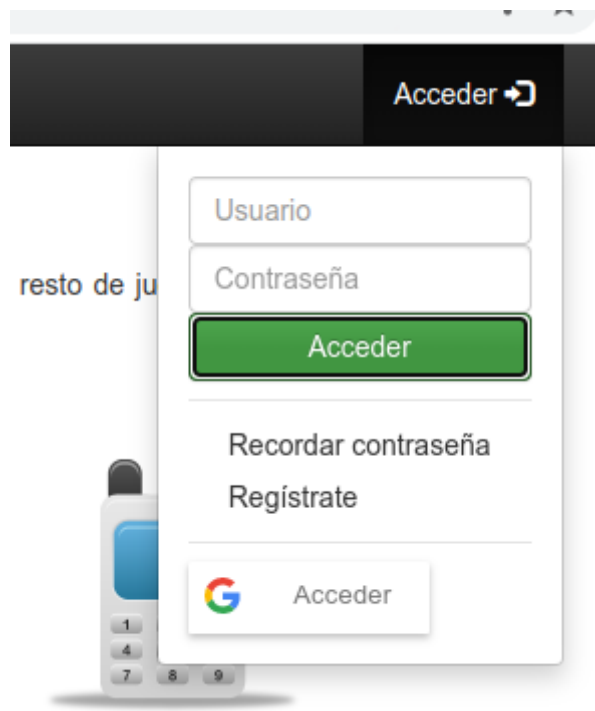 Acceder
Usuario
resto de ju
Contraseña
Acceder
Recordar contraseña
Regístrate
Acceder
1
4
7 8 9